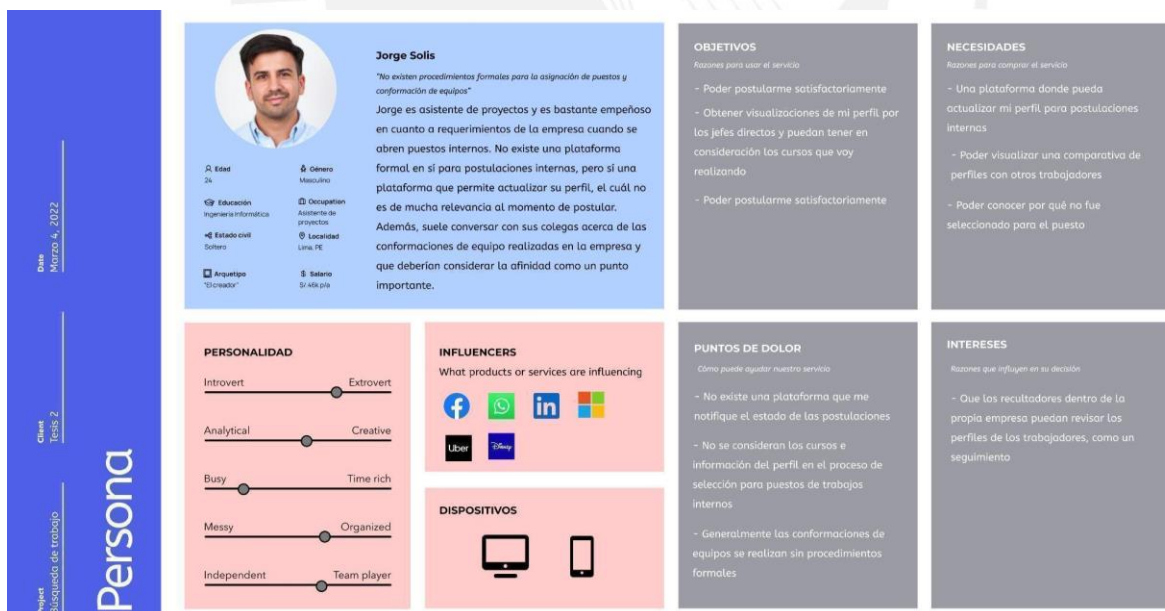 Persona
Project
Búsqueda de trabajo
Client
Tesis 2
Date
Marzo 4, 2022
Jorge Solis
"No existen procedimientos formales para la asignación de puestos y
conformación de equipos"
Jorge es asistente de proyectos y es bastante empeñoso
en cuanto a requerimientos de la empresa cuando se
abren puestos internos. No existe una plataforma
formal en sí para postulaciones internas, pero sí una
plataforma que permite actualizar su perfil, el cuál no
es de mucha relevancia al momento de postular.
Además, suele conversar con sus colegas acerca de las
conformaciones de equipo realizadas en la empresa y
que deberían considerar la afinidad como un punto
importante.
Edad
24
Género
Masculino
Educación
Ingeniería Informática
Occupation
Asistente de
proyectos
Estado civil
Soltero
Localidad
Lima, PE
Arquetipo
"El creador"
Salario
S/. 46k p/a
OBJETIVOS
Razones para usar el servicio
- Poder postularme satisfactoriamente
- Obtener visualizaciones de mi perfil por
los jefes directos y puedan tener en
consideración los cursos que voy
realizando
- Poder postularme satisfactoriamente
NECESIDADES
Razones para comprar el servicio
- Una plataforma donde pueda
actualizar mi perfil para postulaciones
internas
- Poder visualizar una comparativa de
perfiles con otros trabajadores
- Poder conocer por qué no fue
seleccionado para el puesto
PERSONALIDAD
Introvert Extrovert
Analytical Creative
Busy Time rich
Messy Organized
Independent Team player
INFLUENCERS
What products or services are influencing
in
Uber
Disney
DISPOSITIVOS
PUNTOS DE DOLOR
Cómo puede ayudar nuestro servicio
- No existe una plataforma que me
notifique el estado de las postulaciones
- No se consideran los cursos e
información del perfil en el proceso de
selección para puestos de trabajos
internos
- Generalmente las conformaciones de
equipos se realizan sin procedimientos
formales
INTERESES
Razones que influyen en su decisión
- Que los recultadores dentro de la
propia empresa puedan revisar los
perfiles de los trabajadores, como un
seguimiento